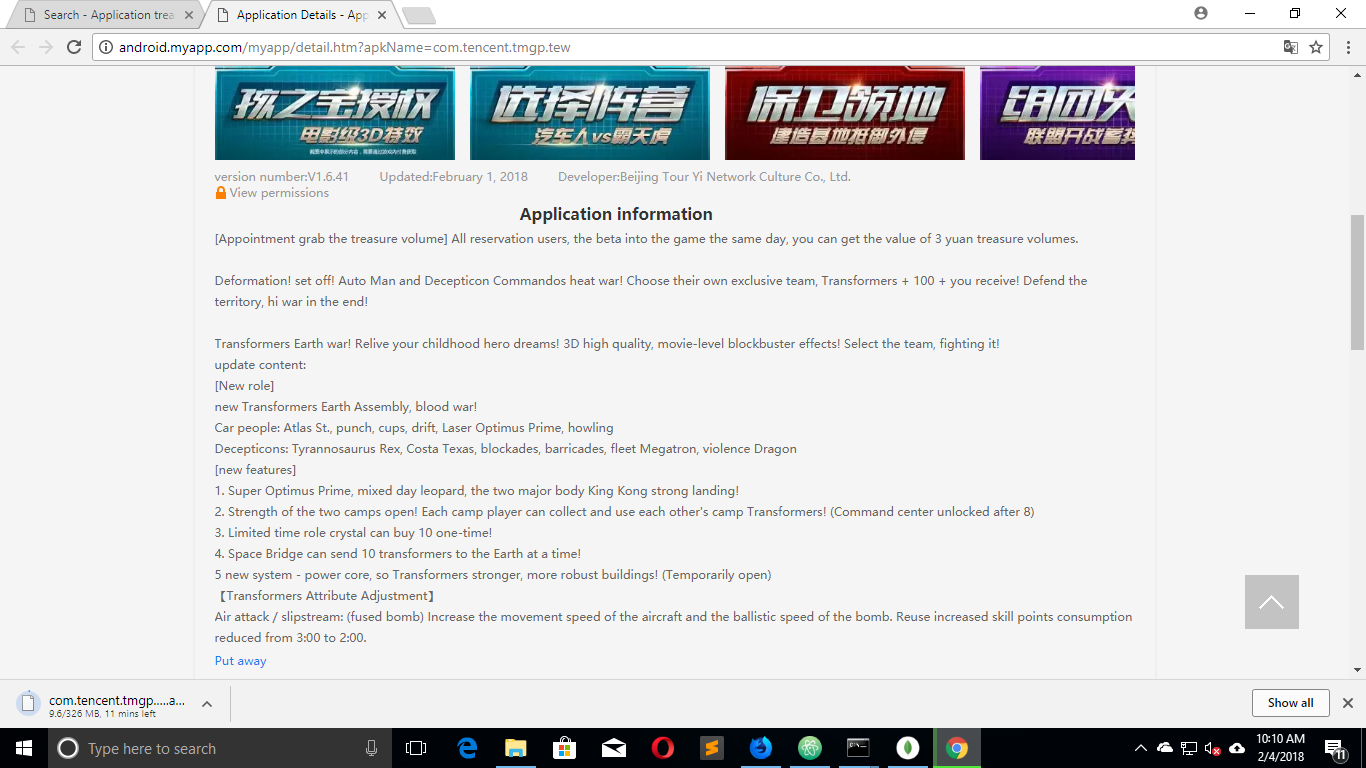 Search - Application trea
Application Details - App
android.myapp.com/myapp/detail.htm?apkName=com.tencent.tmgp.tew
孩之宝授权
电影级3D特效
选择阵营
汽车人vs霸天虎
保卫领地
建造基地抵御外侵
组团
联盟开战
version number:V1.6.41 Updated:February 1, 2018 Developer:Beijing Tour Yi Network Culture Co., Ltd.
View permissions
Application information
[Appointment grab the treasure volume] All reservation users, the beta into the game the same day, you can get the value of 3 yuan treasure volumes.
Deformation! set off! Auto Man and Decepticon Commandos heat war! Choose their own exclusive team, Transformers + 100 + you receive! Defend the
territory, hi war in the end!
Transformers Earth war! Relive your childhood hero dreams! 3D high quality, movie-level blockbuster effects! Select the team, fighting it!
update content:
[New role]
new Transformers Earth Assembly, blood war!
Car people: Atlas St., punch, cups, drift, Laser Optimus Prime, howling
Decepticons: Tyrannosaurus Rex, Costa Texas, blockades, barricades, fleet Megatron, violence Dragon
[new features]
1. Super Optimus Prime, mixed day leopard, the two major body King Kong strong landing!
2. Strength of the two camps open! Each camp player can collect and use each other's camp Transformers! (Command center unlocked after 8)
3. Limited time role crystal can buy 10 one-time!
4. Space Bridge can send 10 transformers to the Earth at a time!
5 new system - power core, so Transformers stronger, more robust buildings! (Temporarily open)
【Transformers Attribute Adjustment】
Air attack / slipstream: (fused bomb) Increase the movement speed of the aircraft and the ballistic speed of the bomb. Reuse increased skill points consumption
reduced from 3:00 to 2:00.
Put away
com.tencent.tmgp.....a...
9.6/326 MB, 11 mins left
Show all
Type here to search
10:10 AM
2/4/2018
11